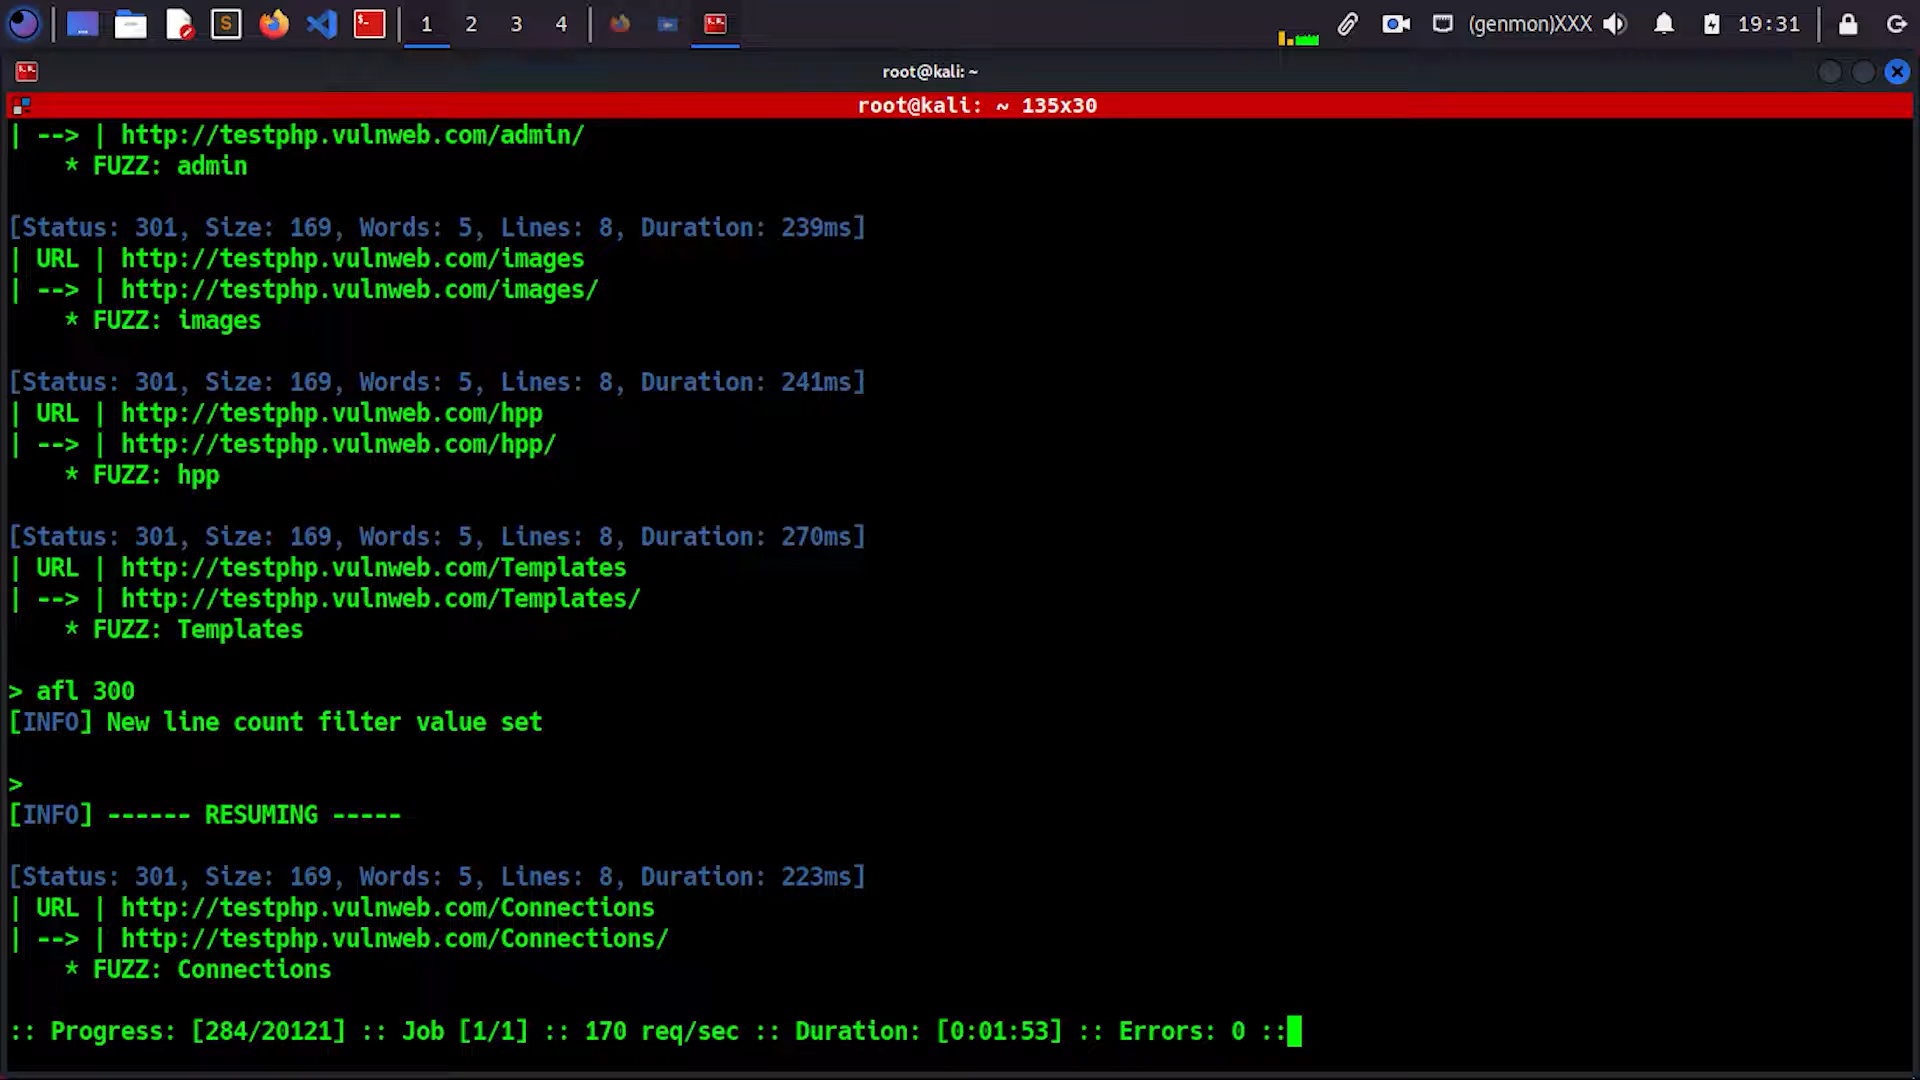 1 2 3 4 (genmon)XXX 19:31
root@kali: ~
root@kali: ~ 135x30
| --> | http://testphp.vulnweb.com/admin/
* FUZZ: admin
[Status: 301, Size: 169, Words: 5, Lines: 8, Duration: 239ms]
| URL | http://testphp.vulnweb.com/images
| --> | http://testphp.vulnweb.com/images/
* FUZZ: images
[Status: 301, Size: 169, Words: 5, Lines: 8, Duration: 241ms]
| URL | http://testphp.vulnweb.com/hpp
| --> | http://testphp.vulnweb.com/hpp/
* FUZZ: hpp
[Status: 301, Size: 169, Words: 5, Lines: 8, Duration: 270ms]
| URL | http://testphp.vulnweb.com/Templates
| --> | http://testphp.vulnweb.com/Templates/
* FUZZ: Templates
> afl 300
[INFO] New line count filter value set
>
[INFO] ------ RESUMING -----
[Status: 301, Size: 169, Words: 5, Lines: 8, Duration: 223ms]
| URL | http://testphp.vulnweb.com/Connections
| --> | http://testphp.vulnweb.com/Connections/
* FUZZ: Connections
:: Progress: [284/20121] :: Job [1/1] :: 170 req/sec :: Duration: [0:01:53] :: Errors: 0 ::